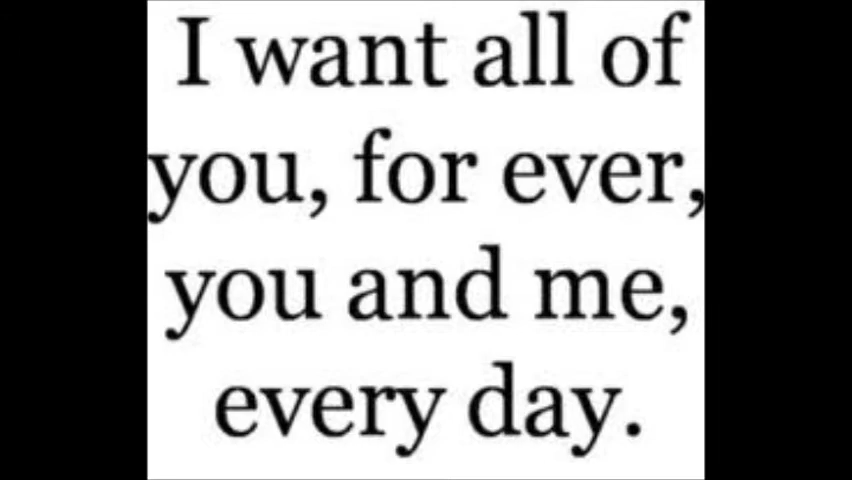 I want all of
you, for ever,
you and me,
every day.